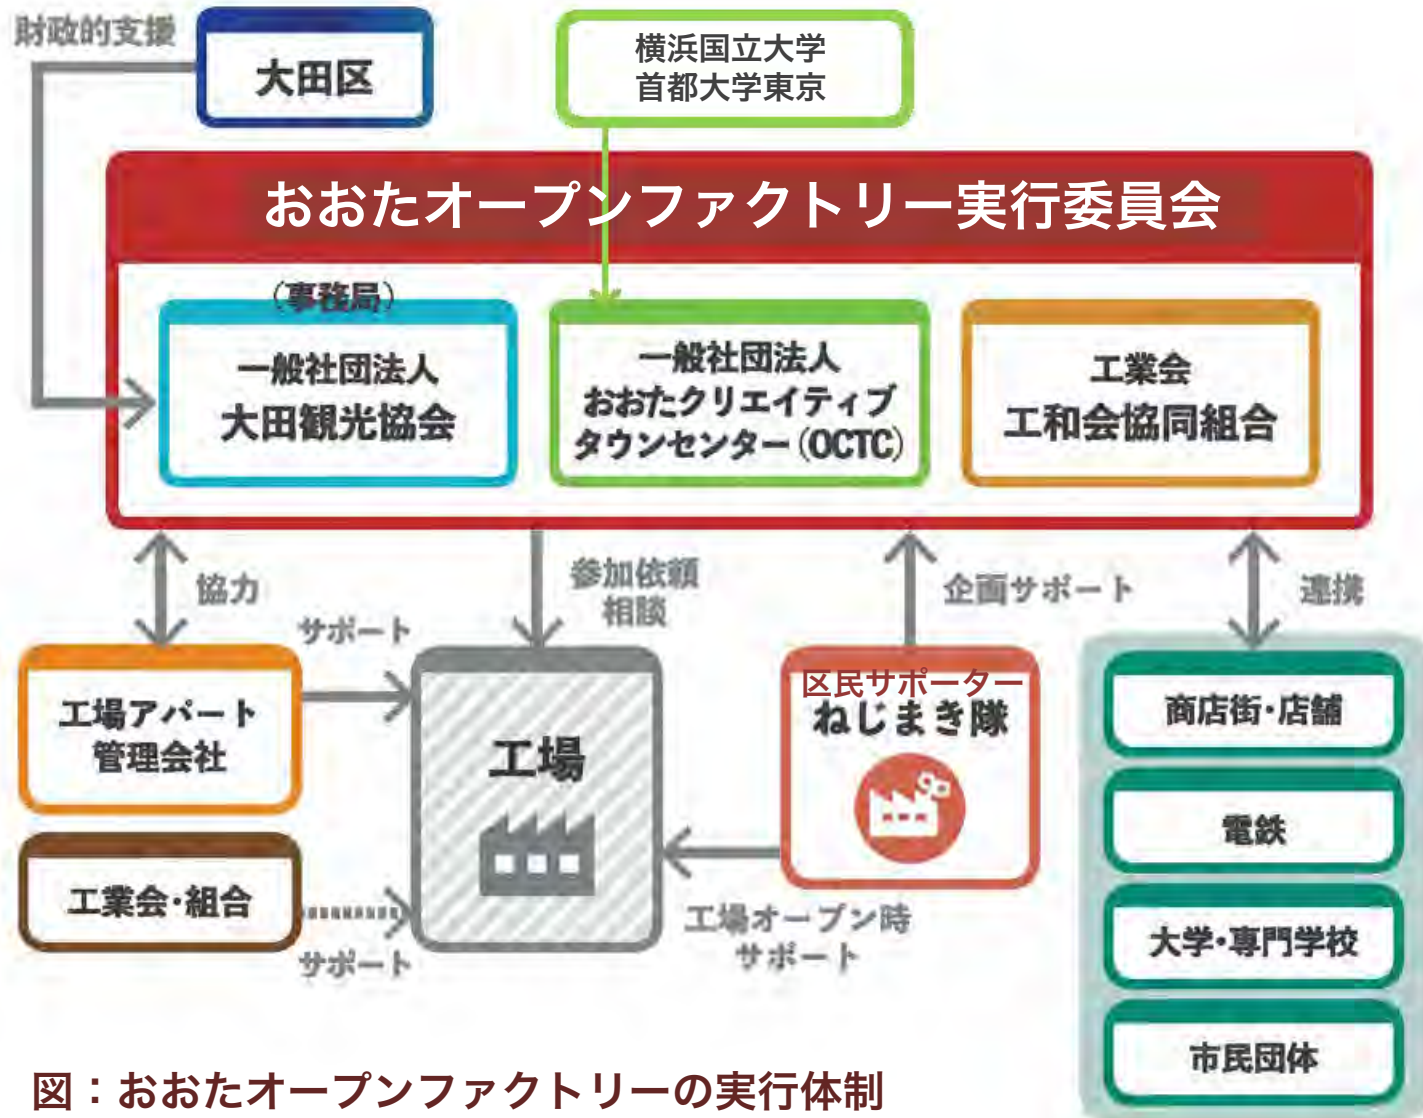 財政的支援
大田区
横浜国立大学
首都大学東京
おおたオープンファクトリー実行委員会
（事務局）
一般社団法人
大田観光協会
一般社団法人
おおたクリエイティブ
タウンセンター（OCTC）
工業会
工和会協同組合
協力
参加依頼
相談
企画サポート
連携
サポート
工場アパート
管理会社
工業会・組合
サポート
工場
区民サポーター
ねじまき隊
工場オープン時
サポート
商店街・店舗
電鉄
大学・専門学校
市民団体
図：おおたオープンファクトリーの実行体制